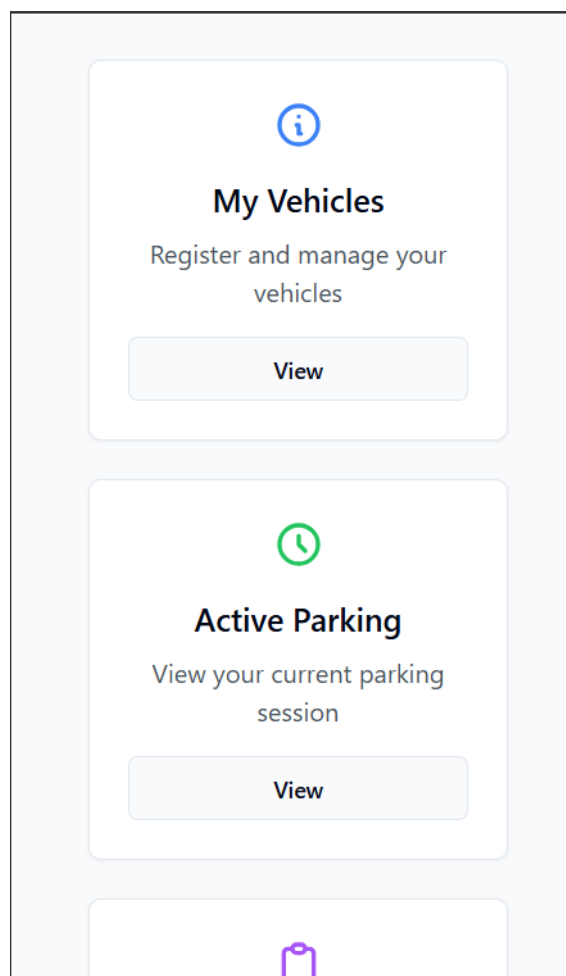 My Vehicles
Register and manage your
vehicles
View
Active Parking
View your current parking
session
View